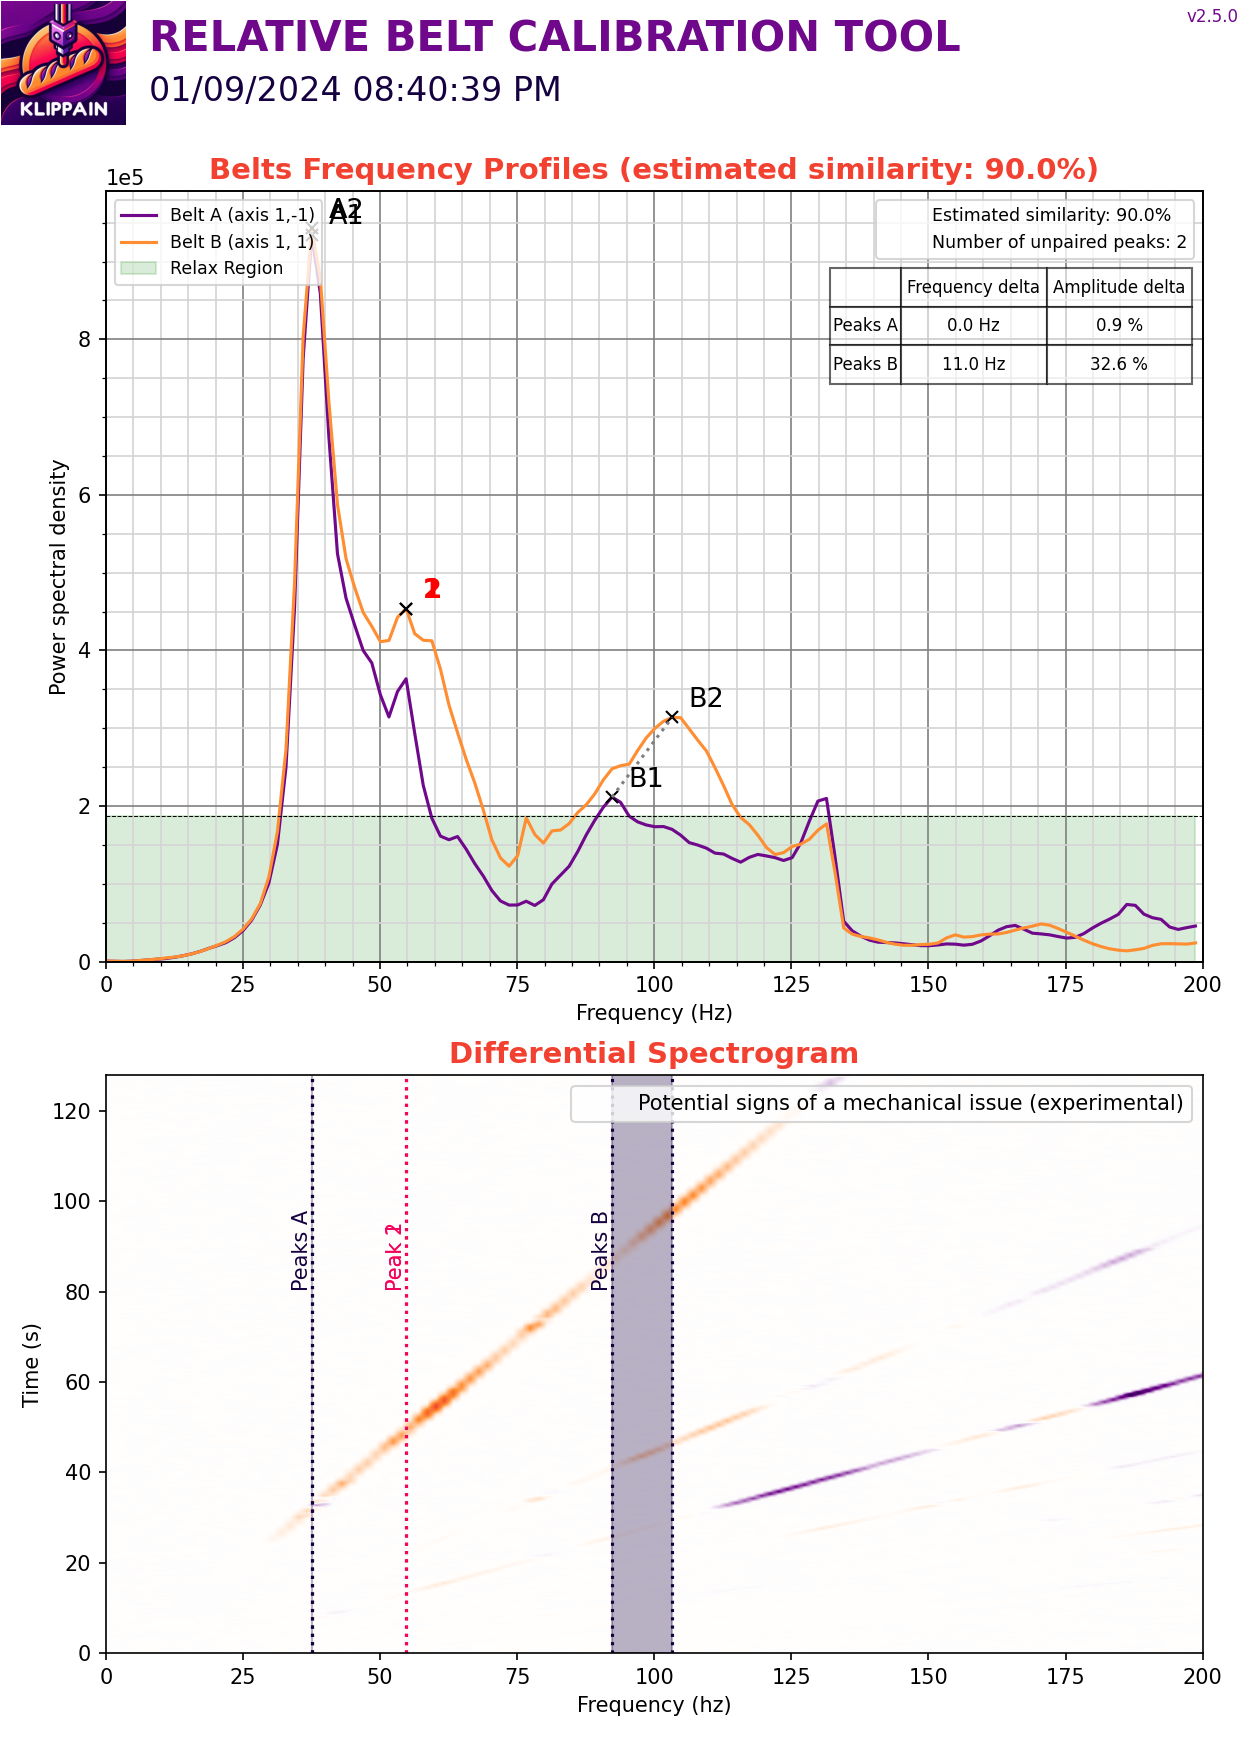 RELATIVE BELT CALIBRATION TOOL
v2.5.0
01/09/2024 08:40:39 PM
KLIPPAIN
Belts Frequency Profiles (estimated similarity: 90.0%)
1e5
Belt A (axis 1,-1)
Belt B (axis 1, 1)
Relax Region
A2
A1
Estimated similarity: 90.0%
Number of unpaired peaks: 2
Frequency delta Amplitude delta
Peaks A 0.0 Hz 0.9 %
Peaks B 11.0 Hz 32.6 %
Power spectral density
8
6
4
2
0
B2
B1
0 25 50 75 100 125 150 175 200
Frequency (Hz)
Differential Spectrogram
Potential signs of a mechanical issue (experimental)
Time (s)
120
100
80
60
40
20
0
Peaks A
Peak
Peaks B
0 25 50 75 100 125 150 175 200
Frequency (hz)